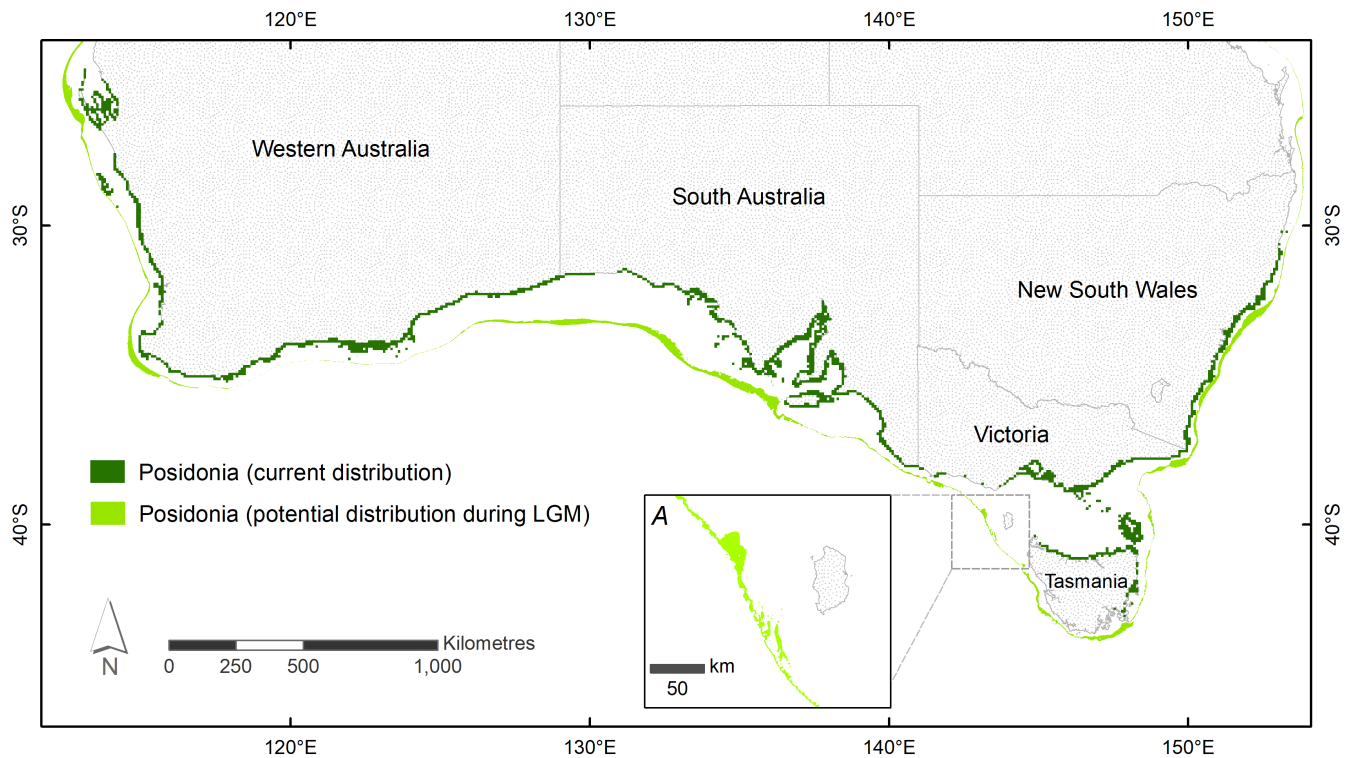 120°E 130°E 140°E 150°E
Western Australia
South Australia
30°S 30°S
New South Wales
Victoria
Posidonia (current distribution)
Posidonia (potential distribution during LGM)
A
40°S 40°S
Tasmania
N
Kilometres
0 250 500 1,000
km
50
120°E 130°E 140°E 150°E